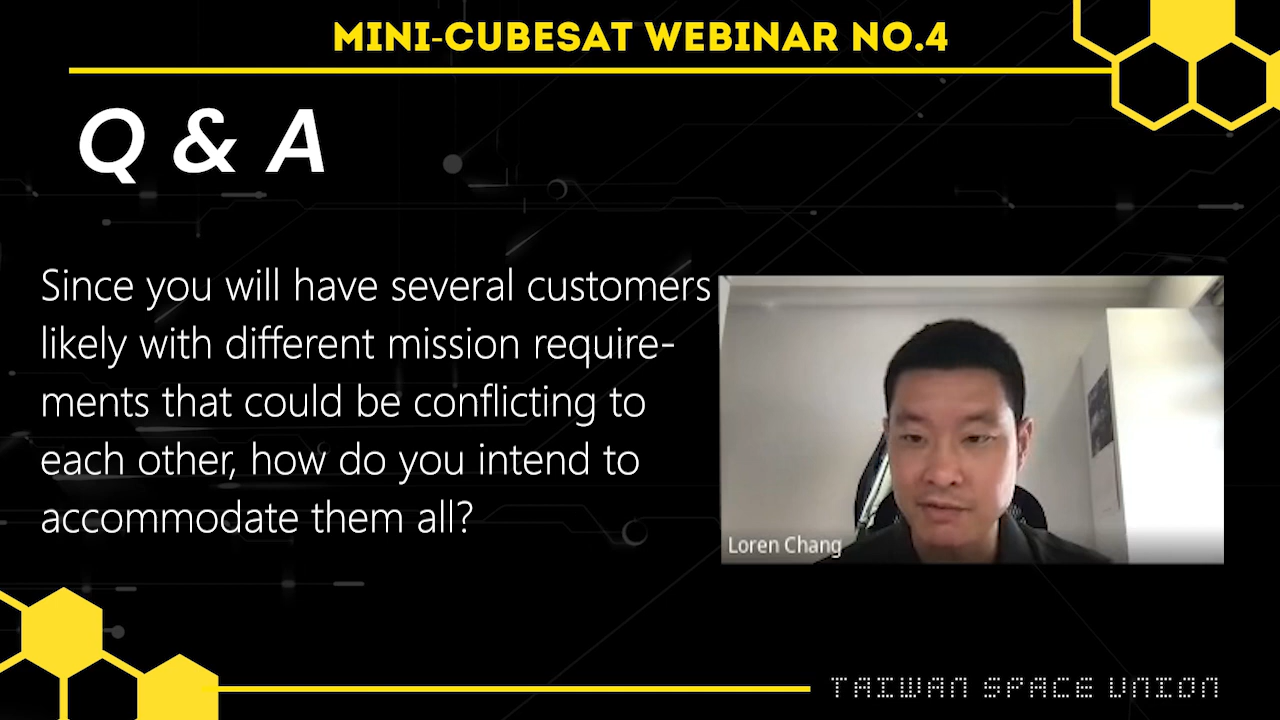 MINI-CUBESAT WEBINAR NO.4
Q & A
Since you will have several customers
likely with different mission require-
ments that could be conflicting to
each other, how do you intend to
accommodate them all?
Loren Chang
TAIWAN SPACE UNION